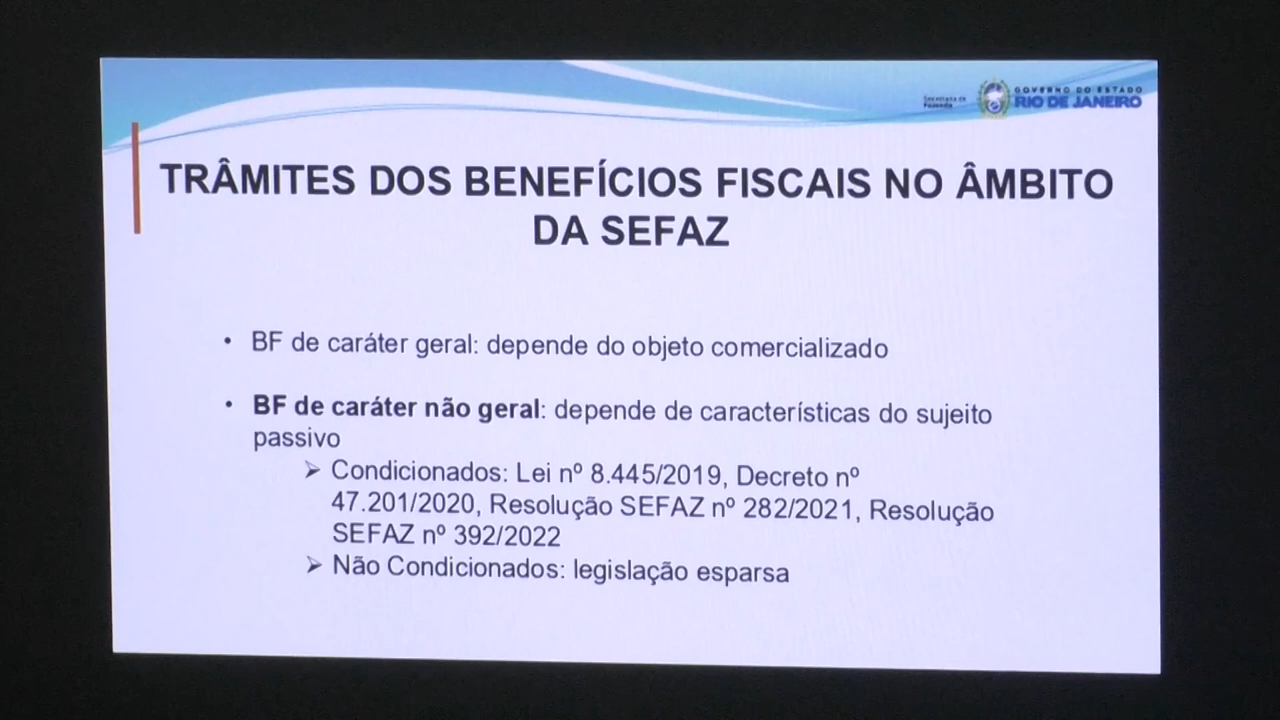 Secretaria de
Fazenda
GOVERNO DO ESTADO
RIO DE JANEIRO
TRÂMITES DOS BENEFÍCIOS FISCAIS NO ÂMBITO
DA SEFAZ
• BF de caráter geral: depende do objeto comercializado
• BF de caráter não geral: depende de características do sujeito
passivo
➢ Condicionados: Lei nº 8.445/2019, Decreto nº
47.201/2020, Resolução SEFAZ nº 282/2021, Resolução
SEFAZ nº 392/2022
➢ Não Condicionados: legislação esparsa